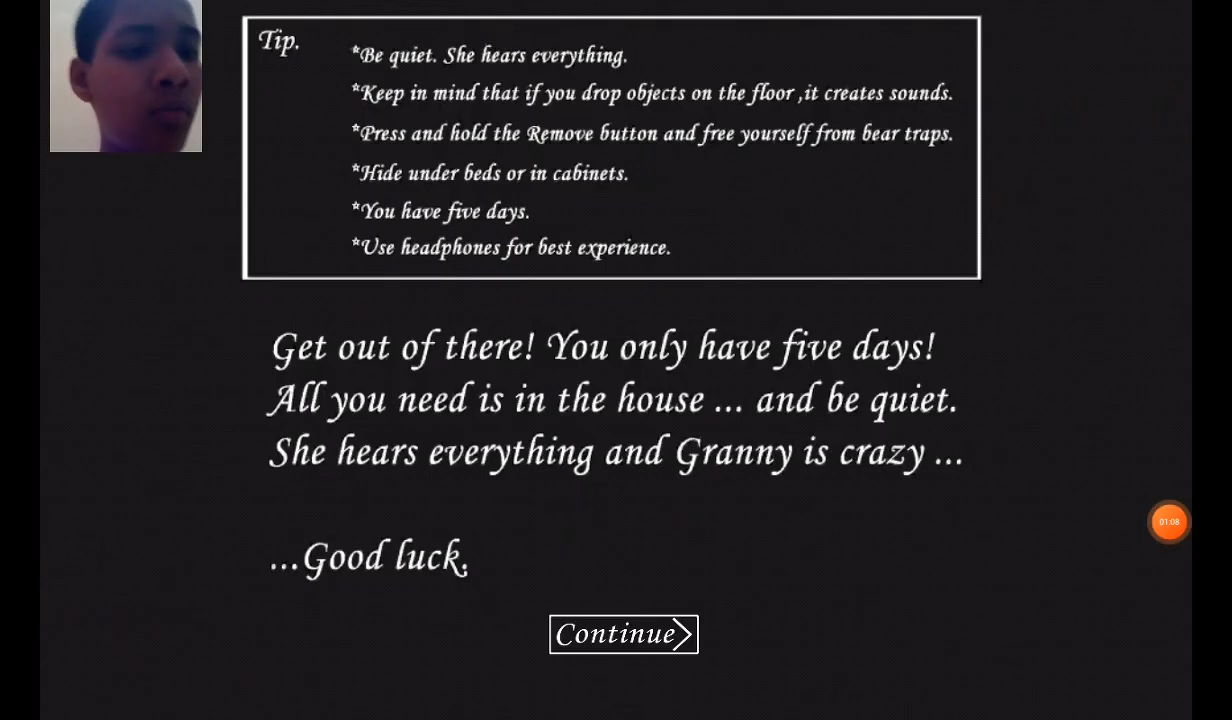 Tip.
*Be quiet. She hears everything.
*Keep in mind that if you drop objects on the floor ,it creates sounds.
*Press and hold the Remove button and free yourself from bear traps.
*Hide under beds or in cabinets.
*You have five days.
*Use headphones for best experience.
Get out of there! You only have five days!
All you need is in the house ... and be quiet.
She hears everything and Granny is crazy ...
...Good luck.
01:08
Continue>